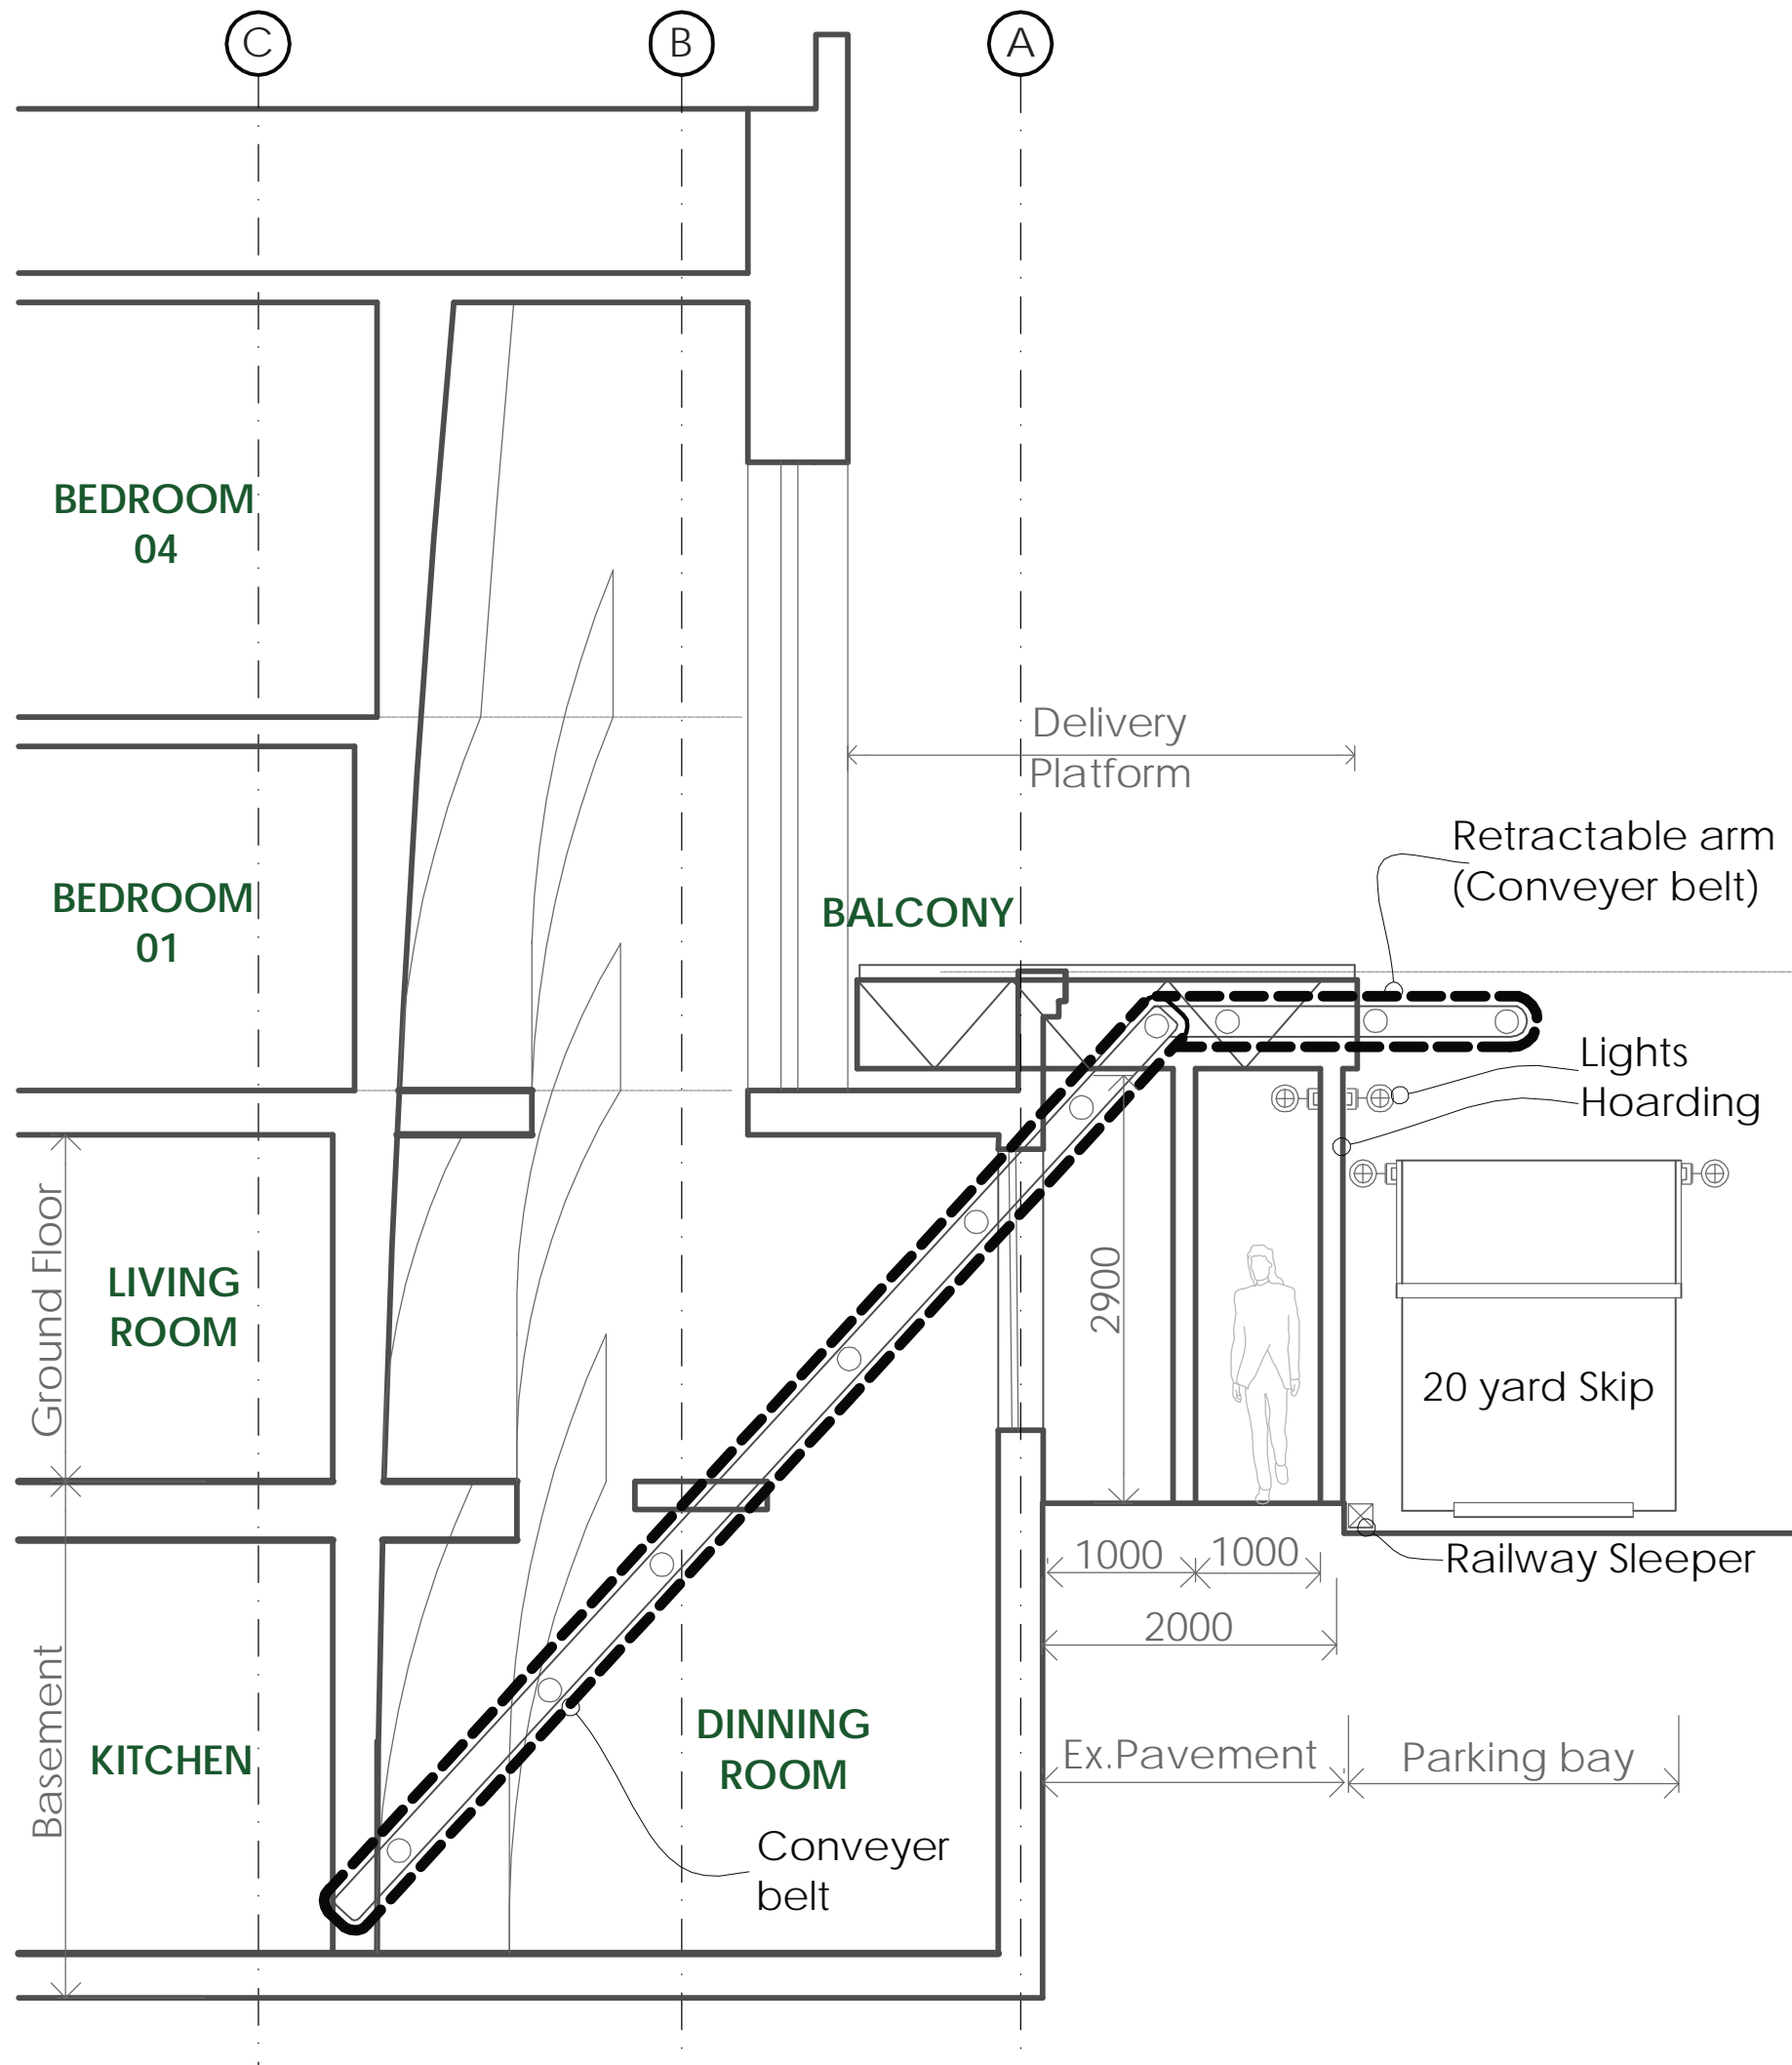 C
B
A
BEDROOM
04
Delivery
Platform
Retractable arm
(Conveyer belt)
BEDROOM
01
BALCONY
Lights
Hoarding
Ground Floor
LIVING
ROOM
2900
20 yard Skip
1000
1000
Railway Sleeper
2000
Basement
KITCHEN
DINNING
ROOM
Ex.Pavement
Parking bay
Conveyer
belt